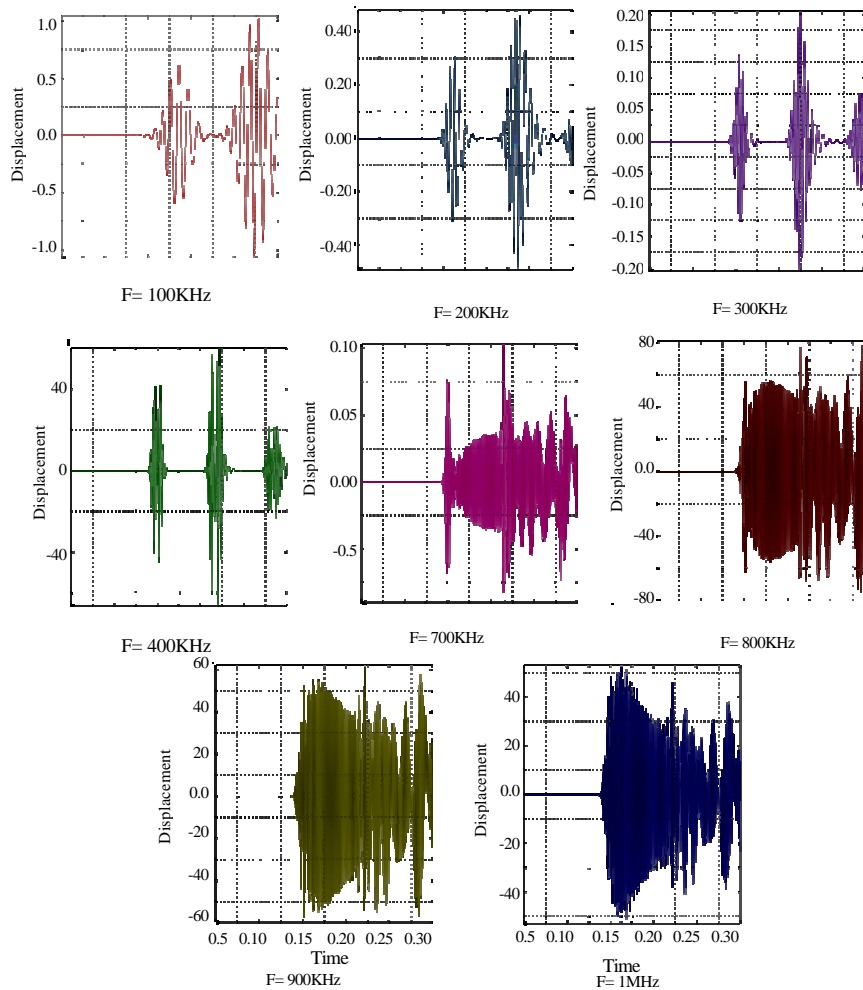 1.0
0.5
0.0
-0.5
-1.0
Displacement
F= 100KHz
0.40
0.20
0.00
-0.20
-0.40
Displacement
F= 200KHz
0.20
0.15
0.10
0.05
0.00
-0.05
-0.10
-0.15
-0.20
Displacement
F= 300KHz
40
0
-40
Displacement
F= 400KHz
0.10
0.05
0.00
-0.5
Displacement
F= 700KHz
80
40
20
0.0
-40
-60
-80
Displacement
F= 800KHz
60
40
20
0.0
-20
-40
-60
Displacement
0.5 0.10 0.15 0.20 0.25 0.30
Time
F= 900KHz
40
20
0.0
-20
-40
Displacement
0.5 0.10 0.15 0.20 0.25 0.30
Time
F= 1MHz